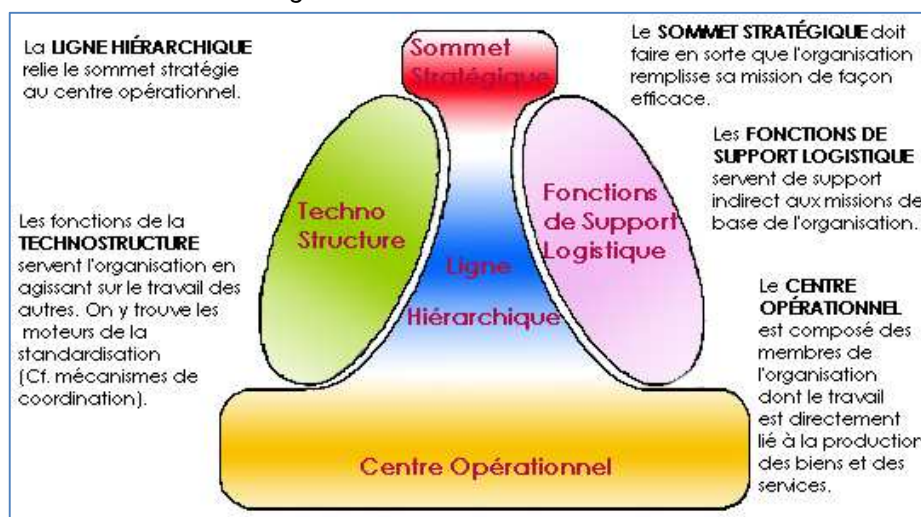 La LIGNE HIÉRARCHIQUE
relie le sommet stratégie
au centre opérationnel.
Sommet
Stratégique
Le SOMMET STRATÉGIQUE doit
faire en sorte que l'organisation
remplisse sa mission de façon
efficace.
Les FONCTIONS DE
SUPPORT LOGISTIQUE
servent de support
indirect aux missions de
base de l'organisation.
Les fonctions de la
TECHNOSTRUCTURE
servent l'organisation en
agissant sur le travail des
autres. On y trouve les
moteurs de la
standardisation
(Cf. mécanismes de
coordination).
Techno
Structure
Ligne
Hiérarchique
Fonctions
de Support
Logistique
Le CENTRE
OPÉRATIONNEL
est composé des
membres de
l'organisation
dont le travail
est directement
lié à la production
des biens et des
services.
Centre Opérationnel